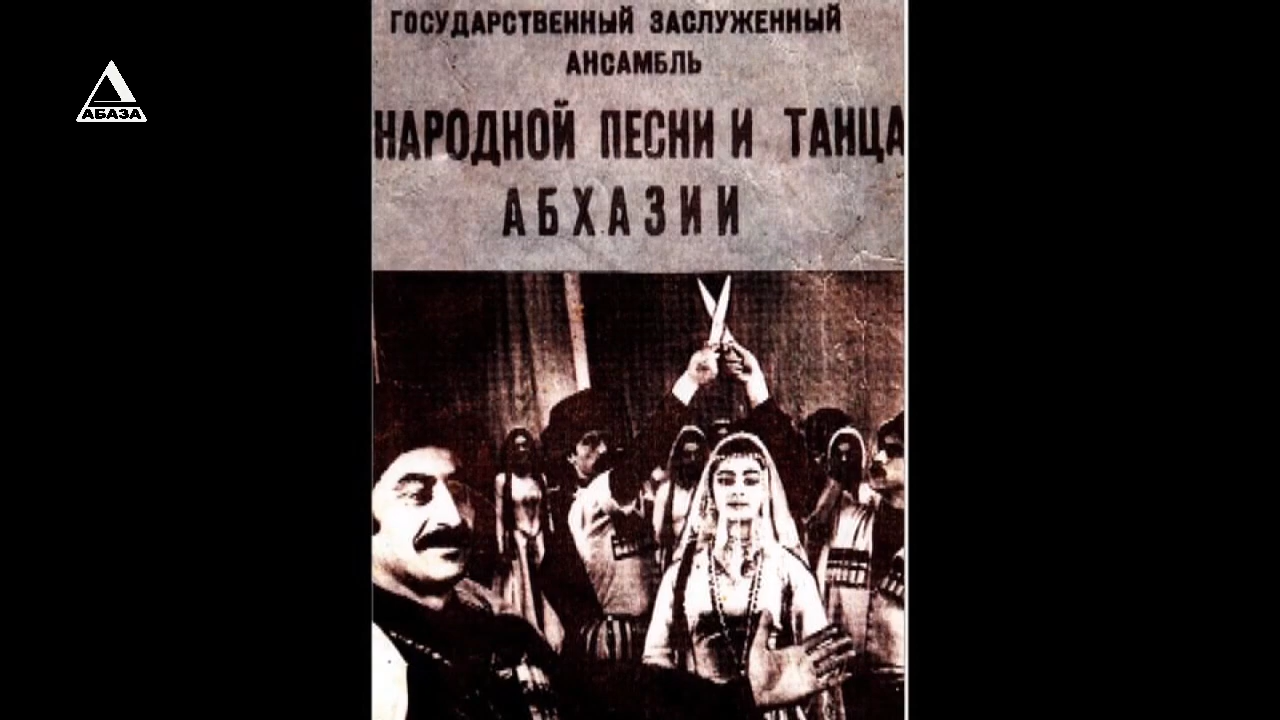 ГОСУДАРСТВЕННЫЙ ЗАСЛУЖЕННЫЙ
АНСАМБЛЬ
НАРОДНОЙ ПЕСНИ И ТАНЦА
АБХАЗИИ
АБАЗА